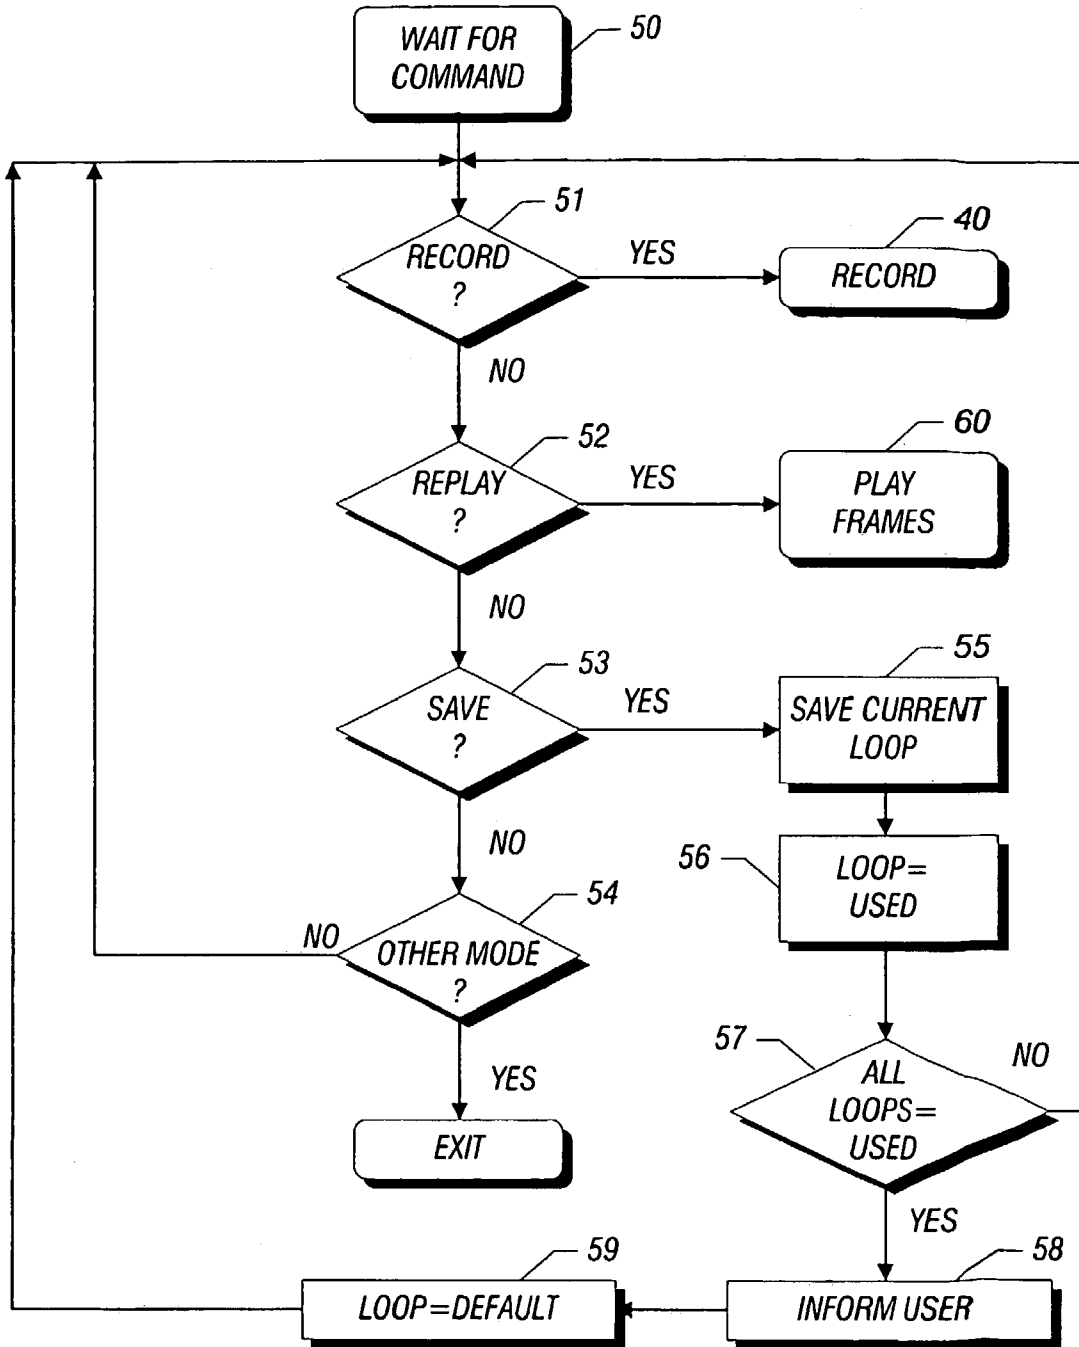 WAIT FOR
COMMAND
50
51
RECORD
?
YES
40
RECORD
NO
52
REPLAY
?
YES
60
PLAY
FRAMES
NO
53
SAVE
?
YES
55
SAVE CURRENT
LOOP
NO
56
LOOP=
USED
54
OTHER MODE
?
NO
YES
EXIT
57
ALL
LOOPS=
USED
NO
YES
58
INFORM USER
59
LOOP=DEFAULT